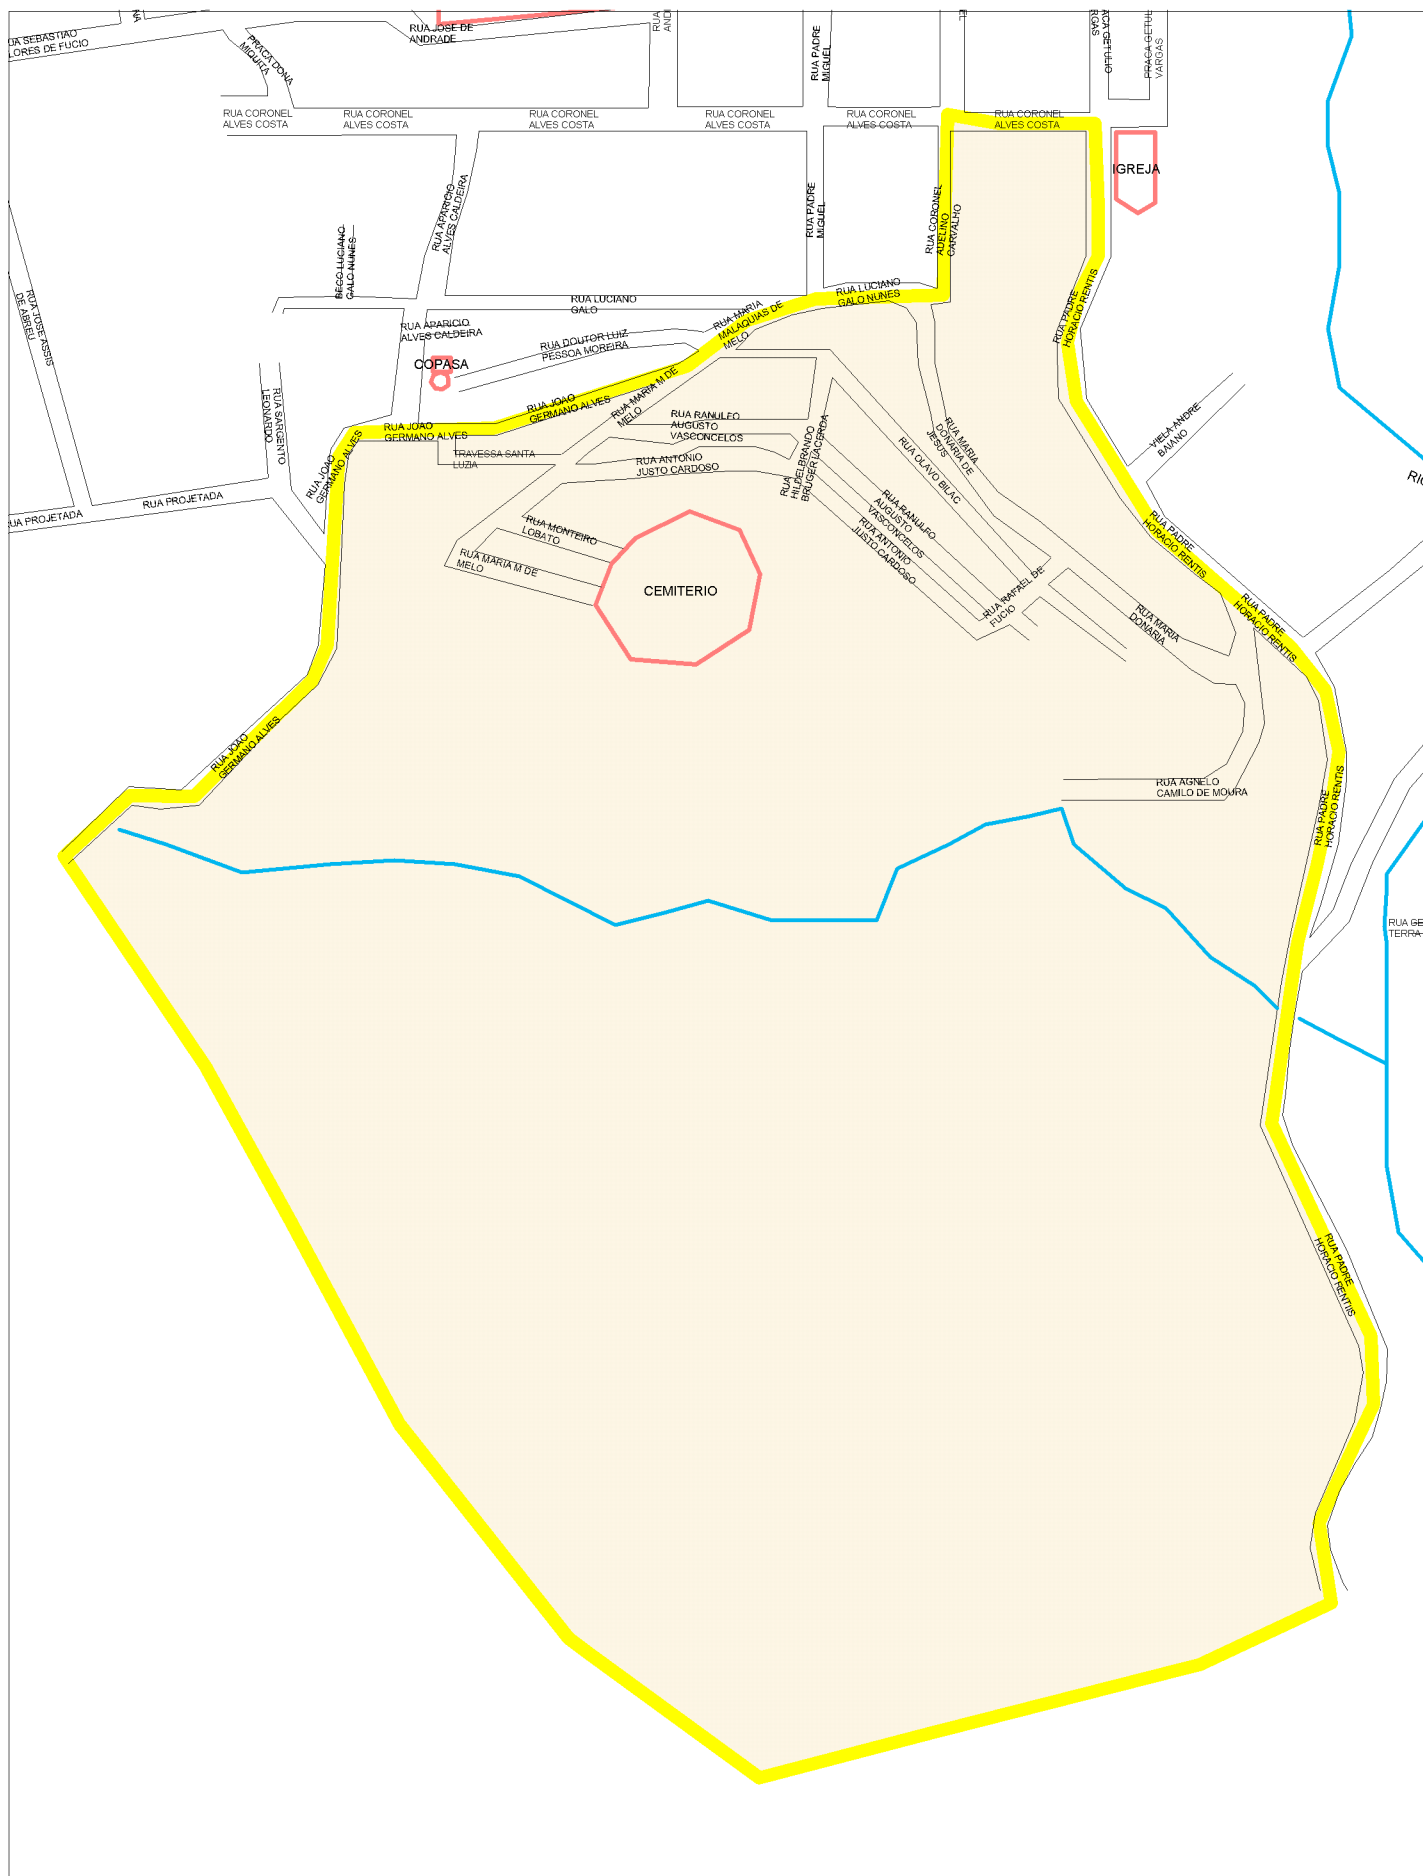 RUA JOSE DE
ANDRADE
LORES DE FUCIO
PRACA DONA
MIQUITA
RUA PADRE
MIGUEL
PRACA GETUL
VARGAS
RUA CORONEL
ALVES COSTA
RUA CORONEL
ALVES COSTA
RUA CORONEL
ALVES COSTA
RUA CORONEL
ALVES COSTA
RUA CORONEL
ALVES COSTA
RUA CORONEL
ALVES COSTA
IGREJA
RUA APARICIO
ALVES CALDEIRA
RUA PADRE
MIGUEL
RUA CORONEL
ADELINO
CARVALHO
BECO LUCIANO
GALO NUNES
RUA JOSE ASSIS
DE ABREU
RUA LUCIANO
GALO
RUA LUCIANO
GALO NUNES
RUA MARIA
MALAQUIAS DE
MELO
RUA PADRE
HORACIO RENTIS
RUA APARICIO
ALVES CALDEIRA
RUA DOUTOR LUIZ
PESSOA MOREIRA
COPASA
RUA SARGENTO
LEONARDO
RUA JOAO
GERMANO ALVES
RUA MARIA M DE
MELO
RUA JOAO
GERMANO ALVES
RUA RANULFO
AUGUSTO
VASCONCELOS
RUA MARIA
DONARIA DE
JESUS
VIELA ANDRE
BAIANO
RUA JOAO
GERMANO ALVES
TRAVESSA SANTA
LUZIA
RUA ANTONIO
JUSTO CARDOSO
RUA
HILDELBRANDO
BRUGER LACERDA
RUA OLAVO BILAC
RUA PROJETADA
RUA PROJETADA
RUA MONTEIRO
LOBATO
RUA RANULFO
AUGUSTO
VASCONCELOS
RUA ANTONIO
JUSTO CARDOSO
RUA PADRE
HORACIO RENTIS
RUA MARIA M DE
MELO
CEMITERIO
RUA RAFAEL DE
FUCIO
RUA MARIA
DONARIA
RUA PADRE
HORACIO RENTIS
RUA JOAO
GERMANO ALVES
RUA AGNELO
CAMILO DE MOURA
RUA PADRE
HORACIO RENTIS
RUA GE
TERRA
RUA PADRE
HORACIO RENTIS